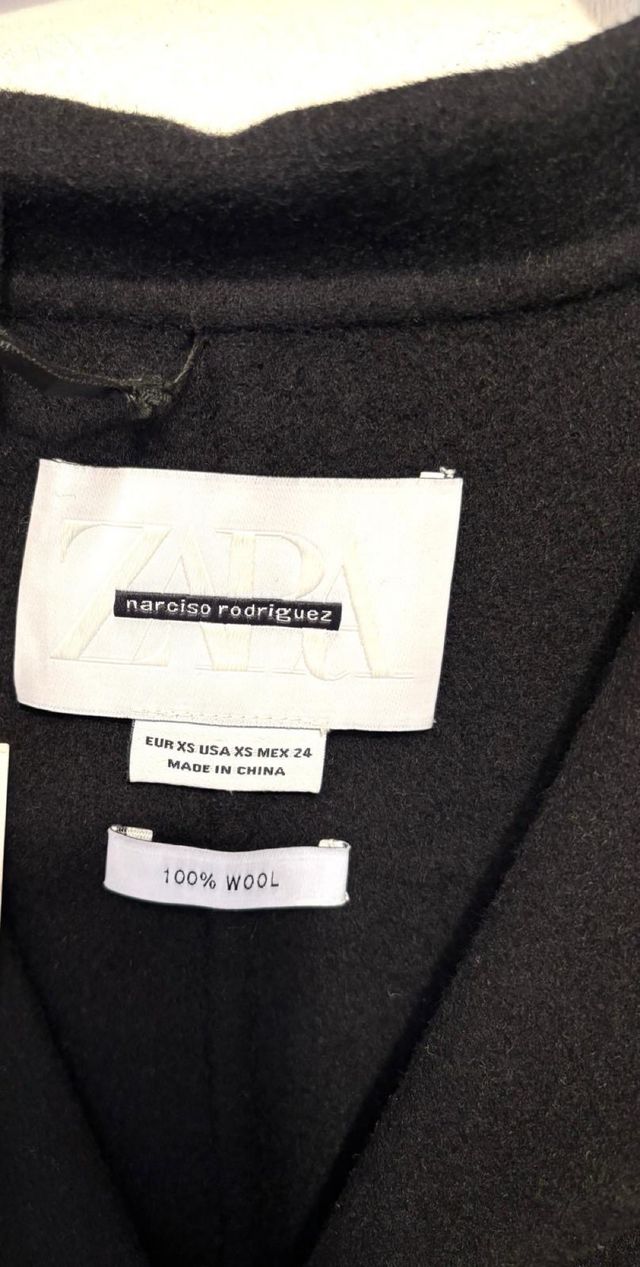 ZARA
narciso rodriguez
EUR XS USA XS MEX 24
MADE IN CHINA
100% WOOL